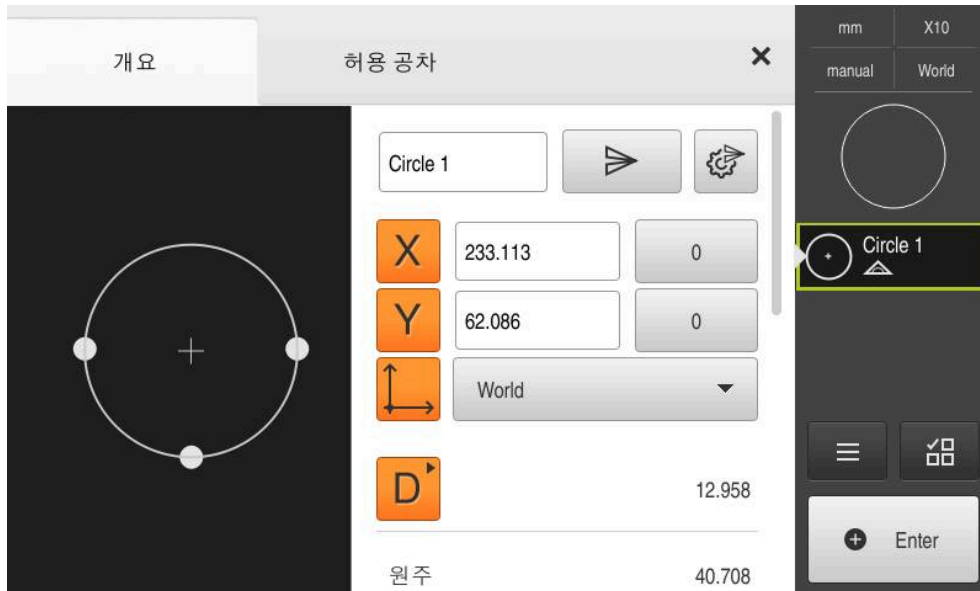 개요
허용 공차
mm
X10
manual
World
Circle 1
X
233.113
0
Circle 1
Y
62.086
0
World
D
12.958
원주
40.708
Enter